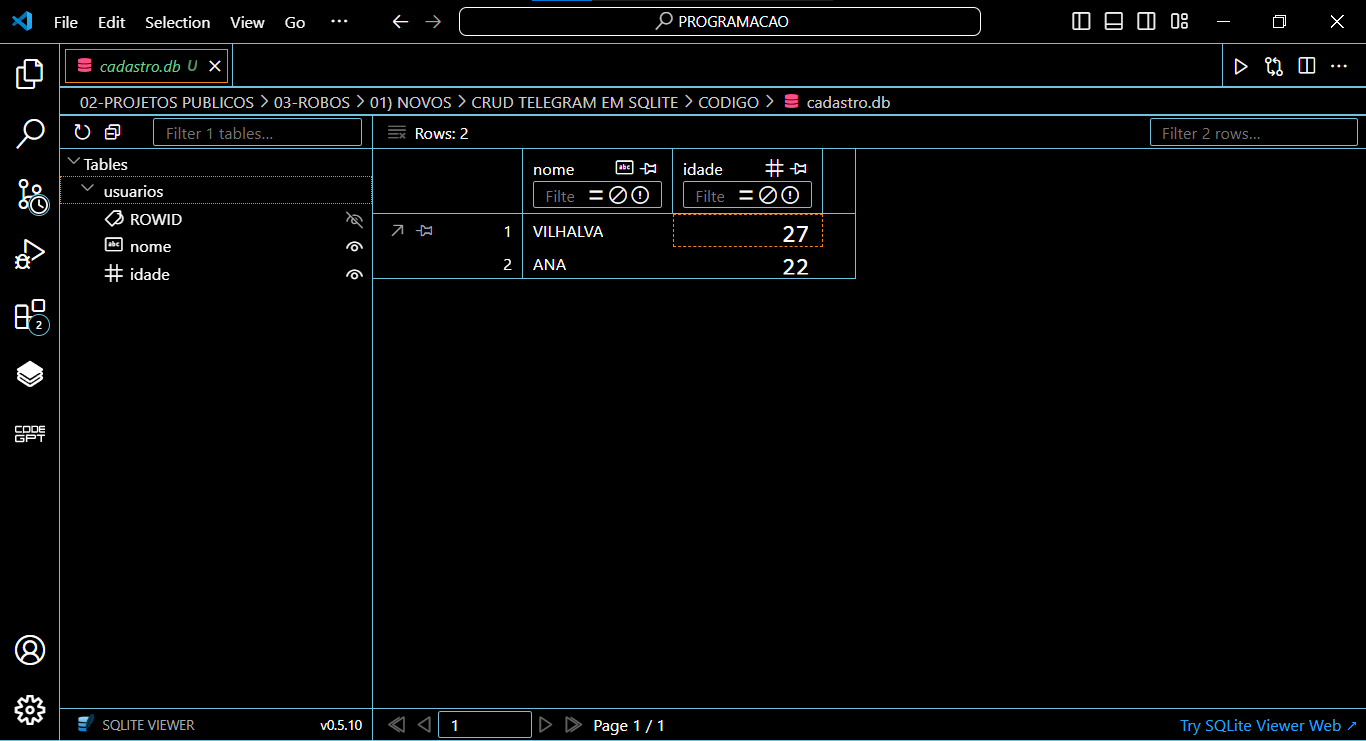 File Edit Selection View Go ··· PROGRAMACAO
cadastro.db U
02-PROJETOS PUBLICOS > 03-ROBOS > 01) NOVOS > CRUD TELEGRAM EM SQLITE > CODIGO > cadastro.db
Filter 1 tables... Rows: 2 Filter 2 rows...
Tables
usuarios
ROWID
nome
idade
nome abc idade
Filte Filte
1 VILHALVA 27
2 ANA 22
2
CODE
GPT
SQLITE VIEWER v0.5.10 1 Page 1 / 1 Try SQLite Viewer Web ↗